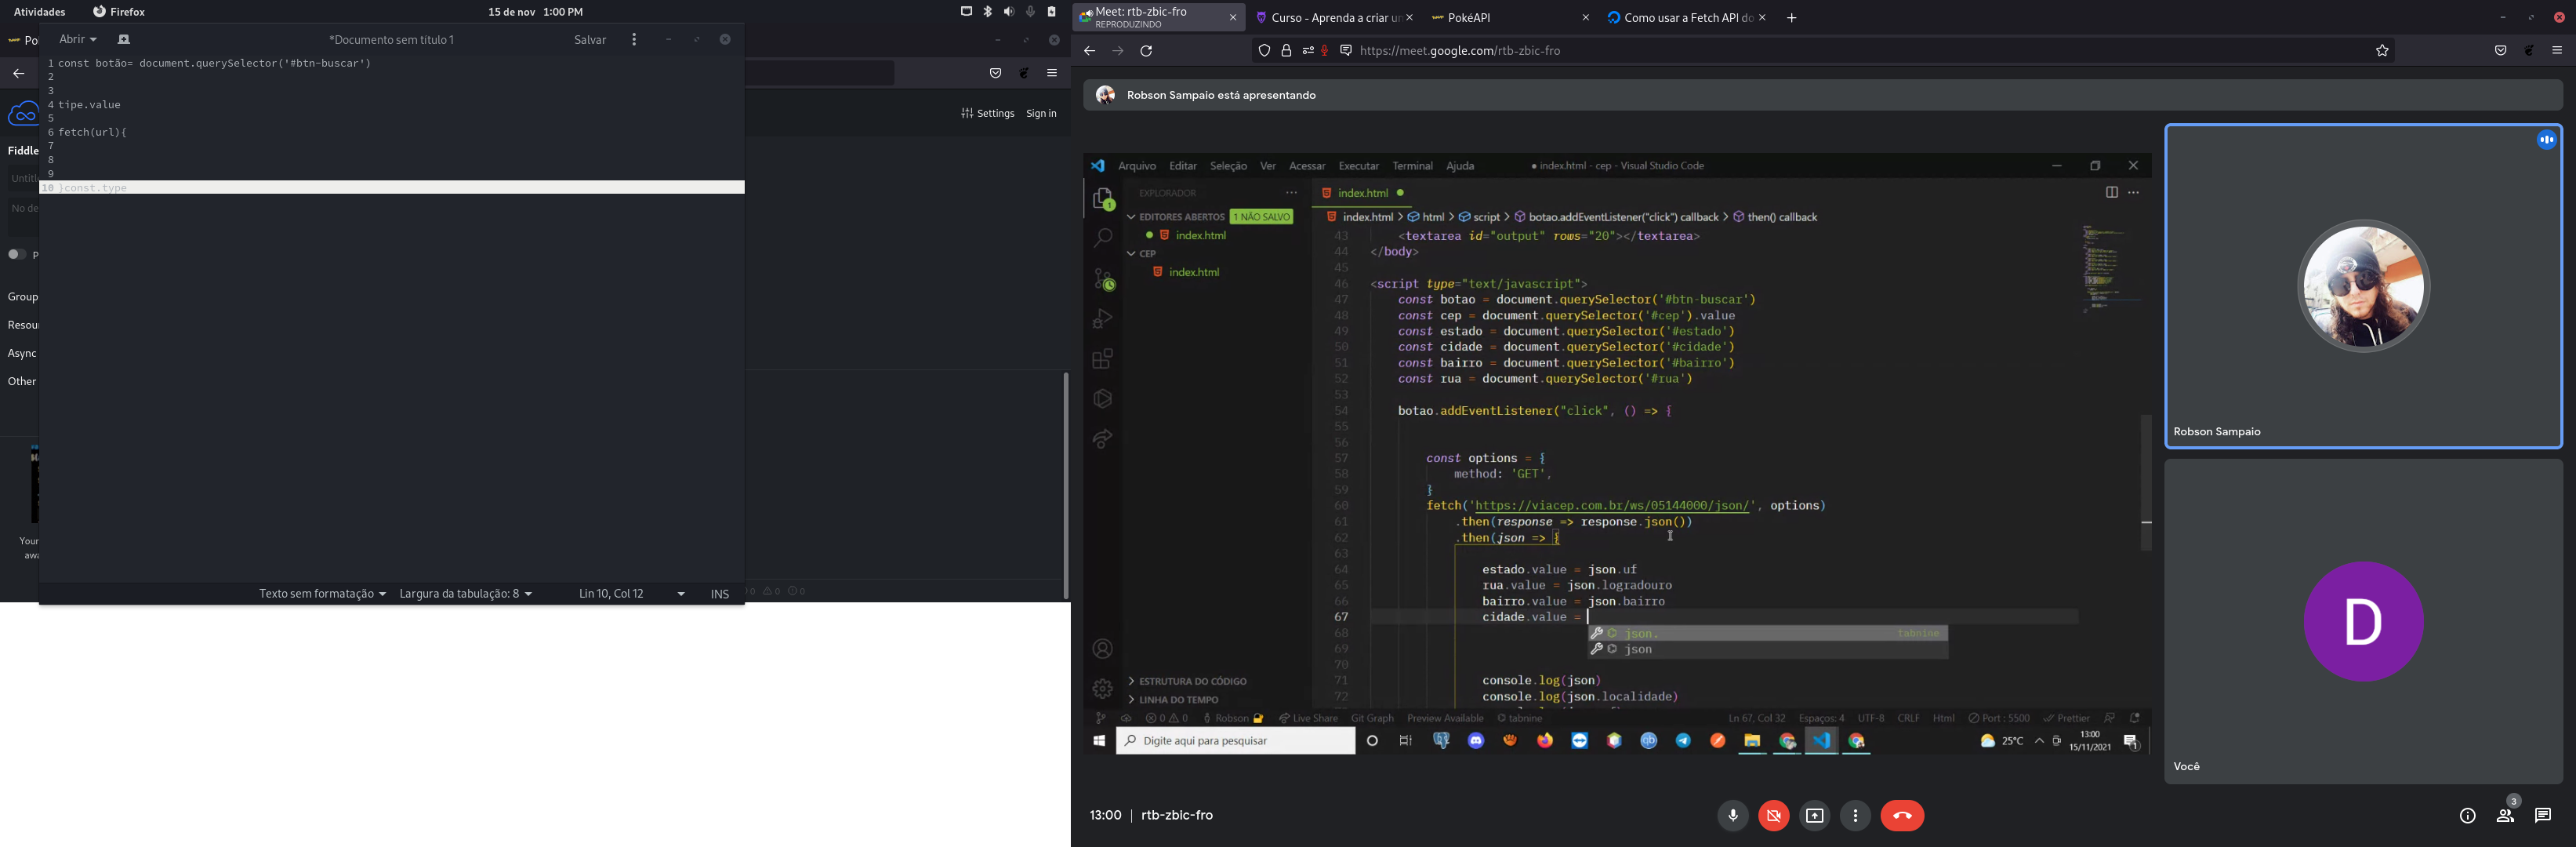 Atividades
Firefox
15 de nov 1:00 PM
Po
Abrir
*Documento sem título 1
Salvar
1 const botão= document.querySelector('#btn-buscar')
2
3
4 tipe.value
5
6 fetch(url){
7
8
9
10 }const.type
Settings
Sign in
Fiddle
Untitle
No de
P
Group
Resour
Async
Other
Your
awa
Texto sem formatação
Largura da tabulação: 8
Lin 10, Col 12
INS
0 0 0
Meet: rtb-zbic-fro
REPRODUZINDO
Curso - Aprenda a criar un
PokéAPI
Como usar a Fetch API do
https://meet.google.com/rtb-zbic-fro
Robson Sampaio está apresentando
Arquivo Editar Seleção Ver Acessar Executar Terminal Ajuda
● index.html - cep - Visual Studio Code
EXPLORADOR
EDITORES ABERTOS 1 NÃO SALVO
index.html
CEP
index.html
ESTRUTURA DO CÓDIGO
LINHA DO TEMPO
index.html
index.html > html > script > botao.addEventListener("click") callback > then() callback
43 <textarea id="output" rows="20"></textarea>
44 </body>
45
46 <script type="text/javascript">
47 const botao = document.querySelector('#btn-buscar')
48 const cep = document.querySelector('#cep').value
49 const estado = document.querySelector('#estado')
50 const cidade = document.querySelector('#cidade')
51 const bairro = document.querySelector('#bairro')
52 const rua = document.querySelector('#rua')
53
54 botao.addEventListener("click", () => {
55
56
57 const options = {
58 method: 'GET',
59 }
60 fetch('https://viacep.com.br/ws/05144000/json/', options)
61 .then(response => response.json())
62 .then(json => {
63
64 estado.value = json.uf
65 rua.value = json.logradouro
66 bairro.value = json.bairro
67 cidade.value =
68 json. tabnine
69 json
70
71 console.log(json)
72 console.log(json.localidade)
0 0 Robson Live Share Git Graph Preview Available tabnine
Ln 67, Col 32 Espaços: 4 UTF-8 CRLF Html Port : 5500 Prettier
Digite aqui para pesquisar
25°C
13:00
15/11/2021
1
Robson Sampaio
D
Você
13:00 | rtb-zbic-fro
3